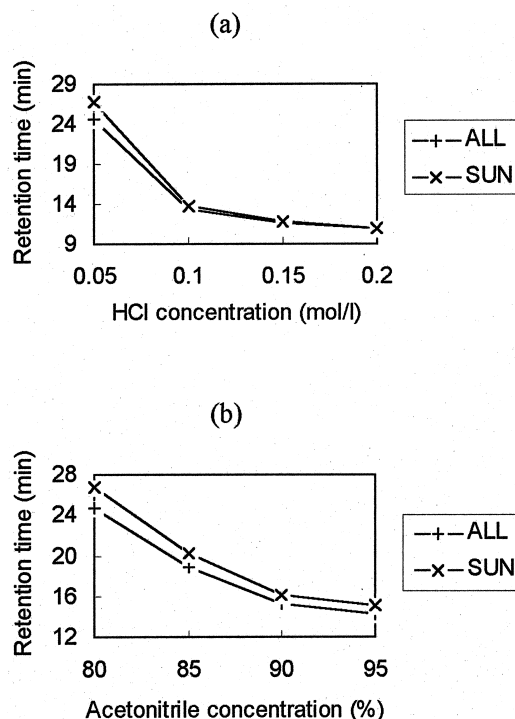 (a)
Retention time (min)
29
24
19
14
9
0.05 0.1 0.15 0.2
HCl concentration (mol/l)
ALL
SUN
(b)
Retention time (min)
28
24
20
16
12
80 85 90 95
Acetonitrile concentration (%)
ALL
SUN